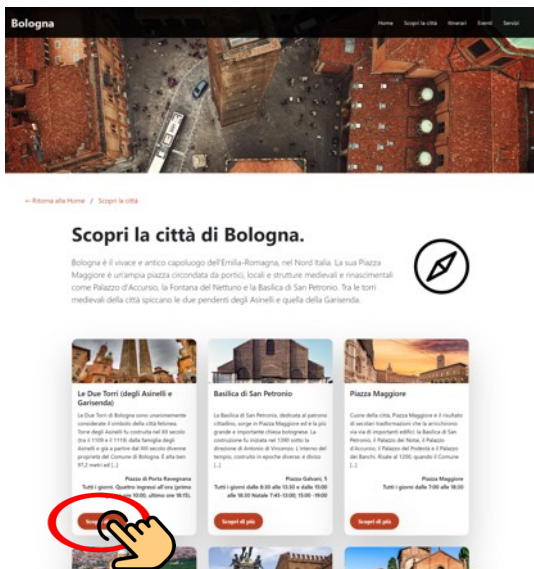 Bologna
Home Scopri la città Itinerari Eventi Servizi
← Ritorna alla Home / Scopri la città
Scopri la città di Bologna.
Bologna è il vivace e antico capoluogo dell'Emilia-Romagna, nel Nord Italia. La sua Piazza
Maggiore è un'ampia piazza circondata da portici, locali e strutture medievali e rinascimentali
come Palazzo d'Accursio, la Fontana del Nettuno e la Basilica di San Petronio. Tra le torri
medievali della città spiccano le due pendenti degli Asinelli e quella della Garisenda.
Le Due Torri (degli Asinelli e
Garisenda)
Le Due Torri di Bologna sono unanimemente
considerate il simbolo della città felsinea.
Torre degli Asinelli fu costruita nel XII secolo
(tra il 1109 e il 1119) dalla famiglia degli
Asinelli e già a partire dal XIII secolo divenne
proprietà del Comune di Bologna. È alta ben
97,2 metri ed [...]
Piazza di Porta Ravegnana
Tutti i giorni. Quattro ingressi all'ora (primo
ore 10:00, ultimo ore 18:15).
Scop
Basilica di San Petronio
La Basilica di San Petronio, dedicata al patrono
cittadino, sorge in Piazza Maggiore ed è la più
grande e importante chiesa bolognese. La
costruzione fu iniziata nel 1390 sotto la
direzione di Antonio di Vincenzo. L'interno del
tempio, costruito in epoche diverse, è diviso
[...]
Piazza Galvani, 5
Tutti i giorni dalle 8:30 alle 13:30 e dalle 15:00
alle 18:30 Natale 7:45-13:00; 15:00 -19:00
Scopri di più
Piazza Maggiore
Cuore della città, Piazza Maggiore è il risultato
di secolari trasformazioni che la arricchirono
via via di importanti edifici: la Basilica di San
Petronio, il Palazzo dei Notai, il Palazzo
d'Accursio, il Palazzo del Podestà e il Palazzo
dei Banchi. Risale al 1200, quando il Comune
[...]
Piazza Maggiore
Tutti i giorni dalle 7:00 alle 18:30
Scopri di più